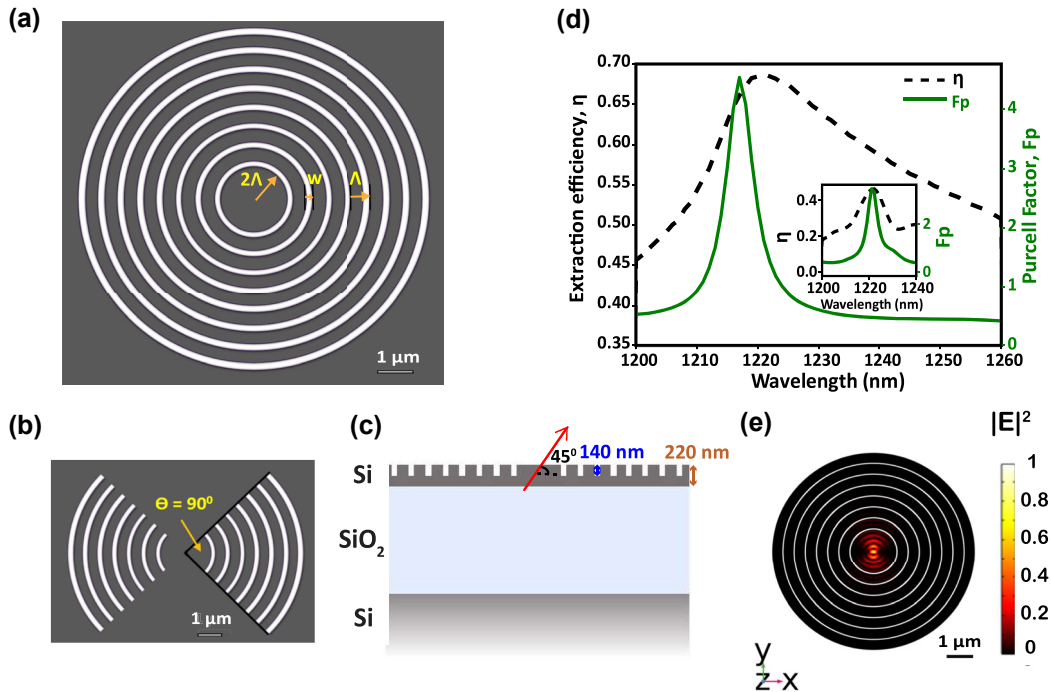 (a)
2Λ
w
Λ
1 µm
(b)
Θ = 90⁰
1 µm
(c)
45⁰
140 nm
220 nm
Si
SiO₂
Si
(d)
Extraction efficiency, η
0.70
0.65
0.60
0.55
0.50
0.45
0.40
0.35
1200 1210 1220 1230 1240 1250 1260
Wavelength (nm)
Purcell Factor, Fp
4
3
2
1
0
η
Fp
η
0.4
0.2
0.0
1200 1220 1240
Wavelength (nm)
Fp
2
0
(e)
|E|²
1
0.8
0.6
0.4
0.2
0
1 µm
y
z x